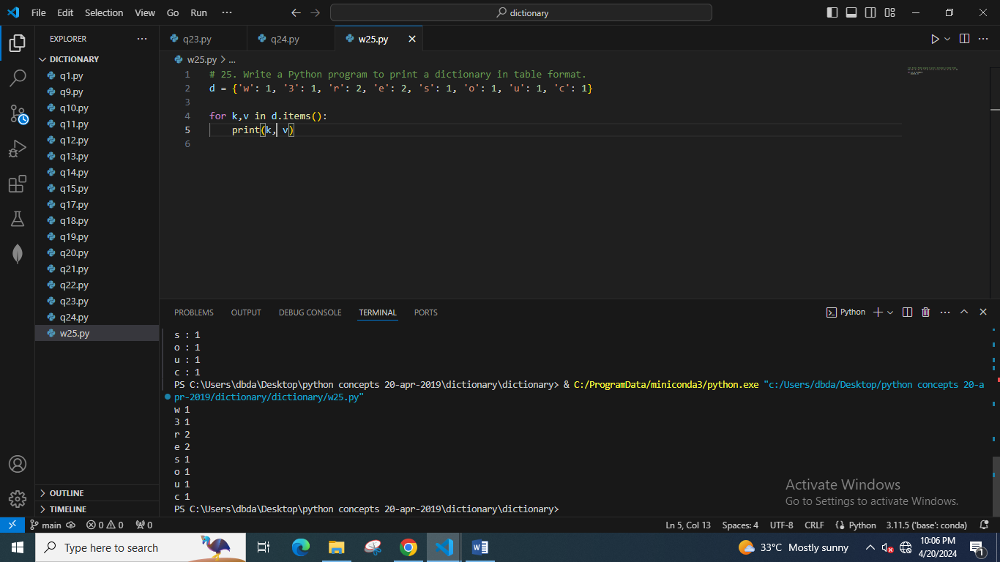 File Edit Selection View Go Run ···
dictionary
EXPLORER ···
DICTIONARY
q1.py
q9.py
q10.py
q11.py
q12.py
q13.py
q14.py
q15.py
q17.py
q18.py
q19.py
q20.py
q21.py
q22.py
q23.py
q24.py
w25.py
OUTLINE
TIMELINE
q23.py q24.py w25.py
w25.py > ...
1 # 25. Write a Python program to print a dictionary in table format.
2 d = {'w': 1, '3': 1, 'r': 2, 'e': 2, 's': 1, 'o': 1, 'u': 1, 'c': 1}
3
4 for k,v in d.items():
5     print(k, v)
6
PROBLEMS OUTPUT DEBUG CONSOLE TERMINAL PORTS
Python
s : 1
o : 1
u : 1
c : 1
PS C:\Users\dbda\Desktop\python concepts 20-apr-2019\dictionary\dictionary> & C:/ProgramData/miniconda3/python.exe "c:/Users/dbda/Desktop/python concepts 20-a
pr-2019/dictionary/dictionary/w25.py"
w 1
3 1
r 2
e 2
s 1
o 1
u 1
c 1
PS C:\Users\dbda\Desktop\python concepts 20-apr-2019\dictionary\dictionary>
Activate Windows
Go to Settings to activate Windows.
main 0 0 0 Ln 5, Col 13 Spaces: 4 UTF-8 CRLF Python 3.11.5 ('base': conda)
Type here to search
33°C Mostly sunny
10:06 PM
4/20/2024
1